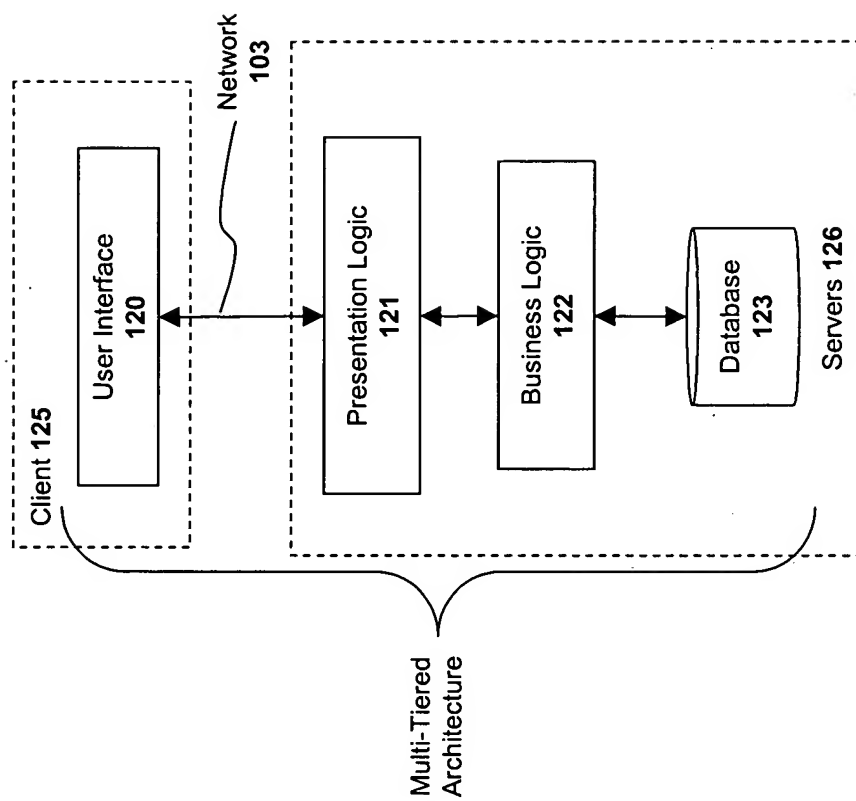 Client 125
User Interface
120
Network
103
Presentation Logic
121
Business Logic
122
Database
123
Servers 126
Multi-Tiered
Architecture